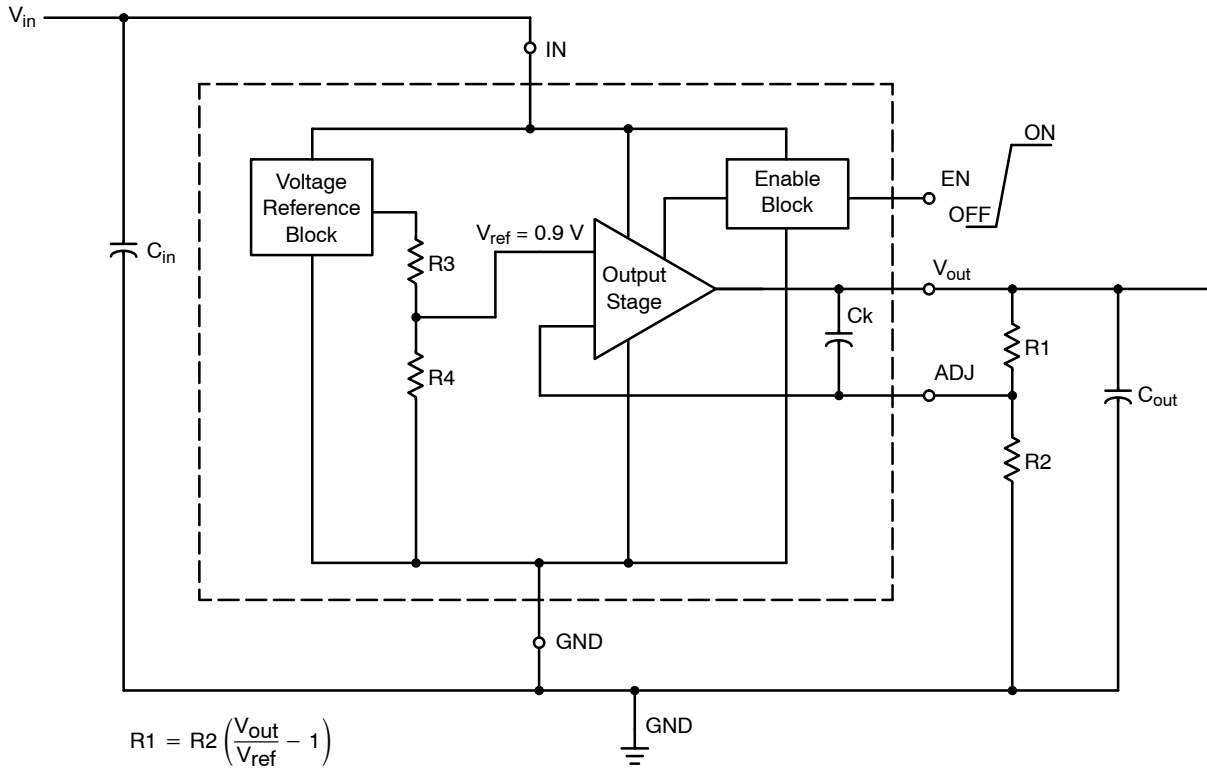 Vin
IN
ON
Voltage
Reference
Block
Enable
Block
EN
OFF
Cin
R3
Vref = 0.9 V
Output
Stage
Vout
Ck
R1
R4
ADJ
Cout
R2
GND
GND
R1 = R2 (Vout/Vref − 1)